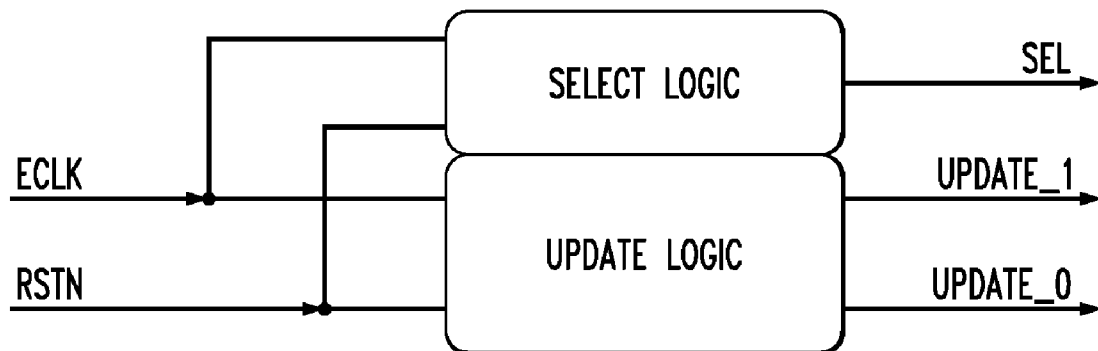 SELECT LOGIC
SEL
ECLK
UPDATE_1
UPDATE LOGIC
RSTN
UPDATE_0